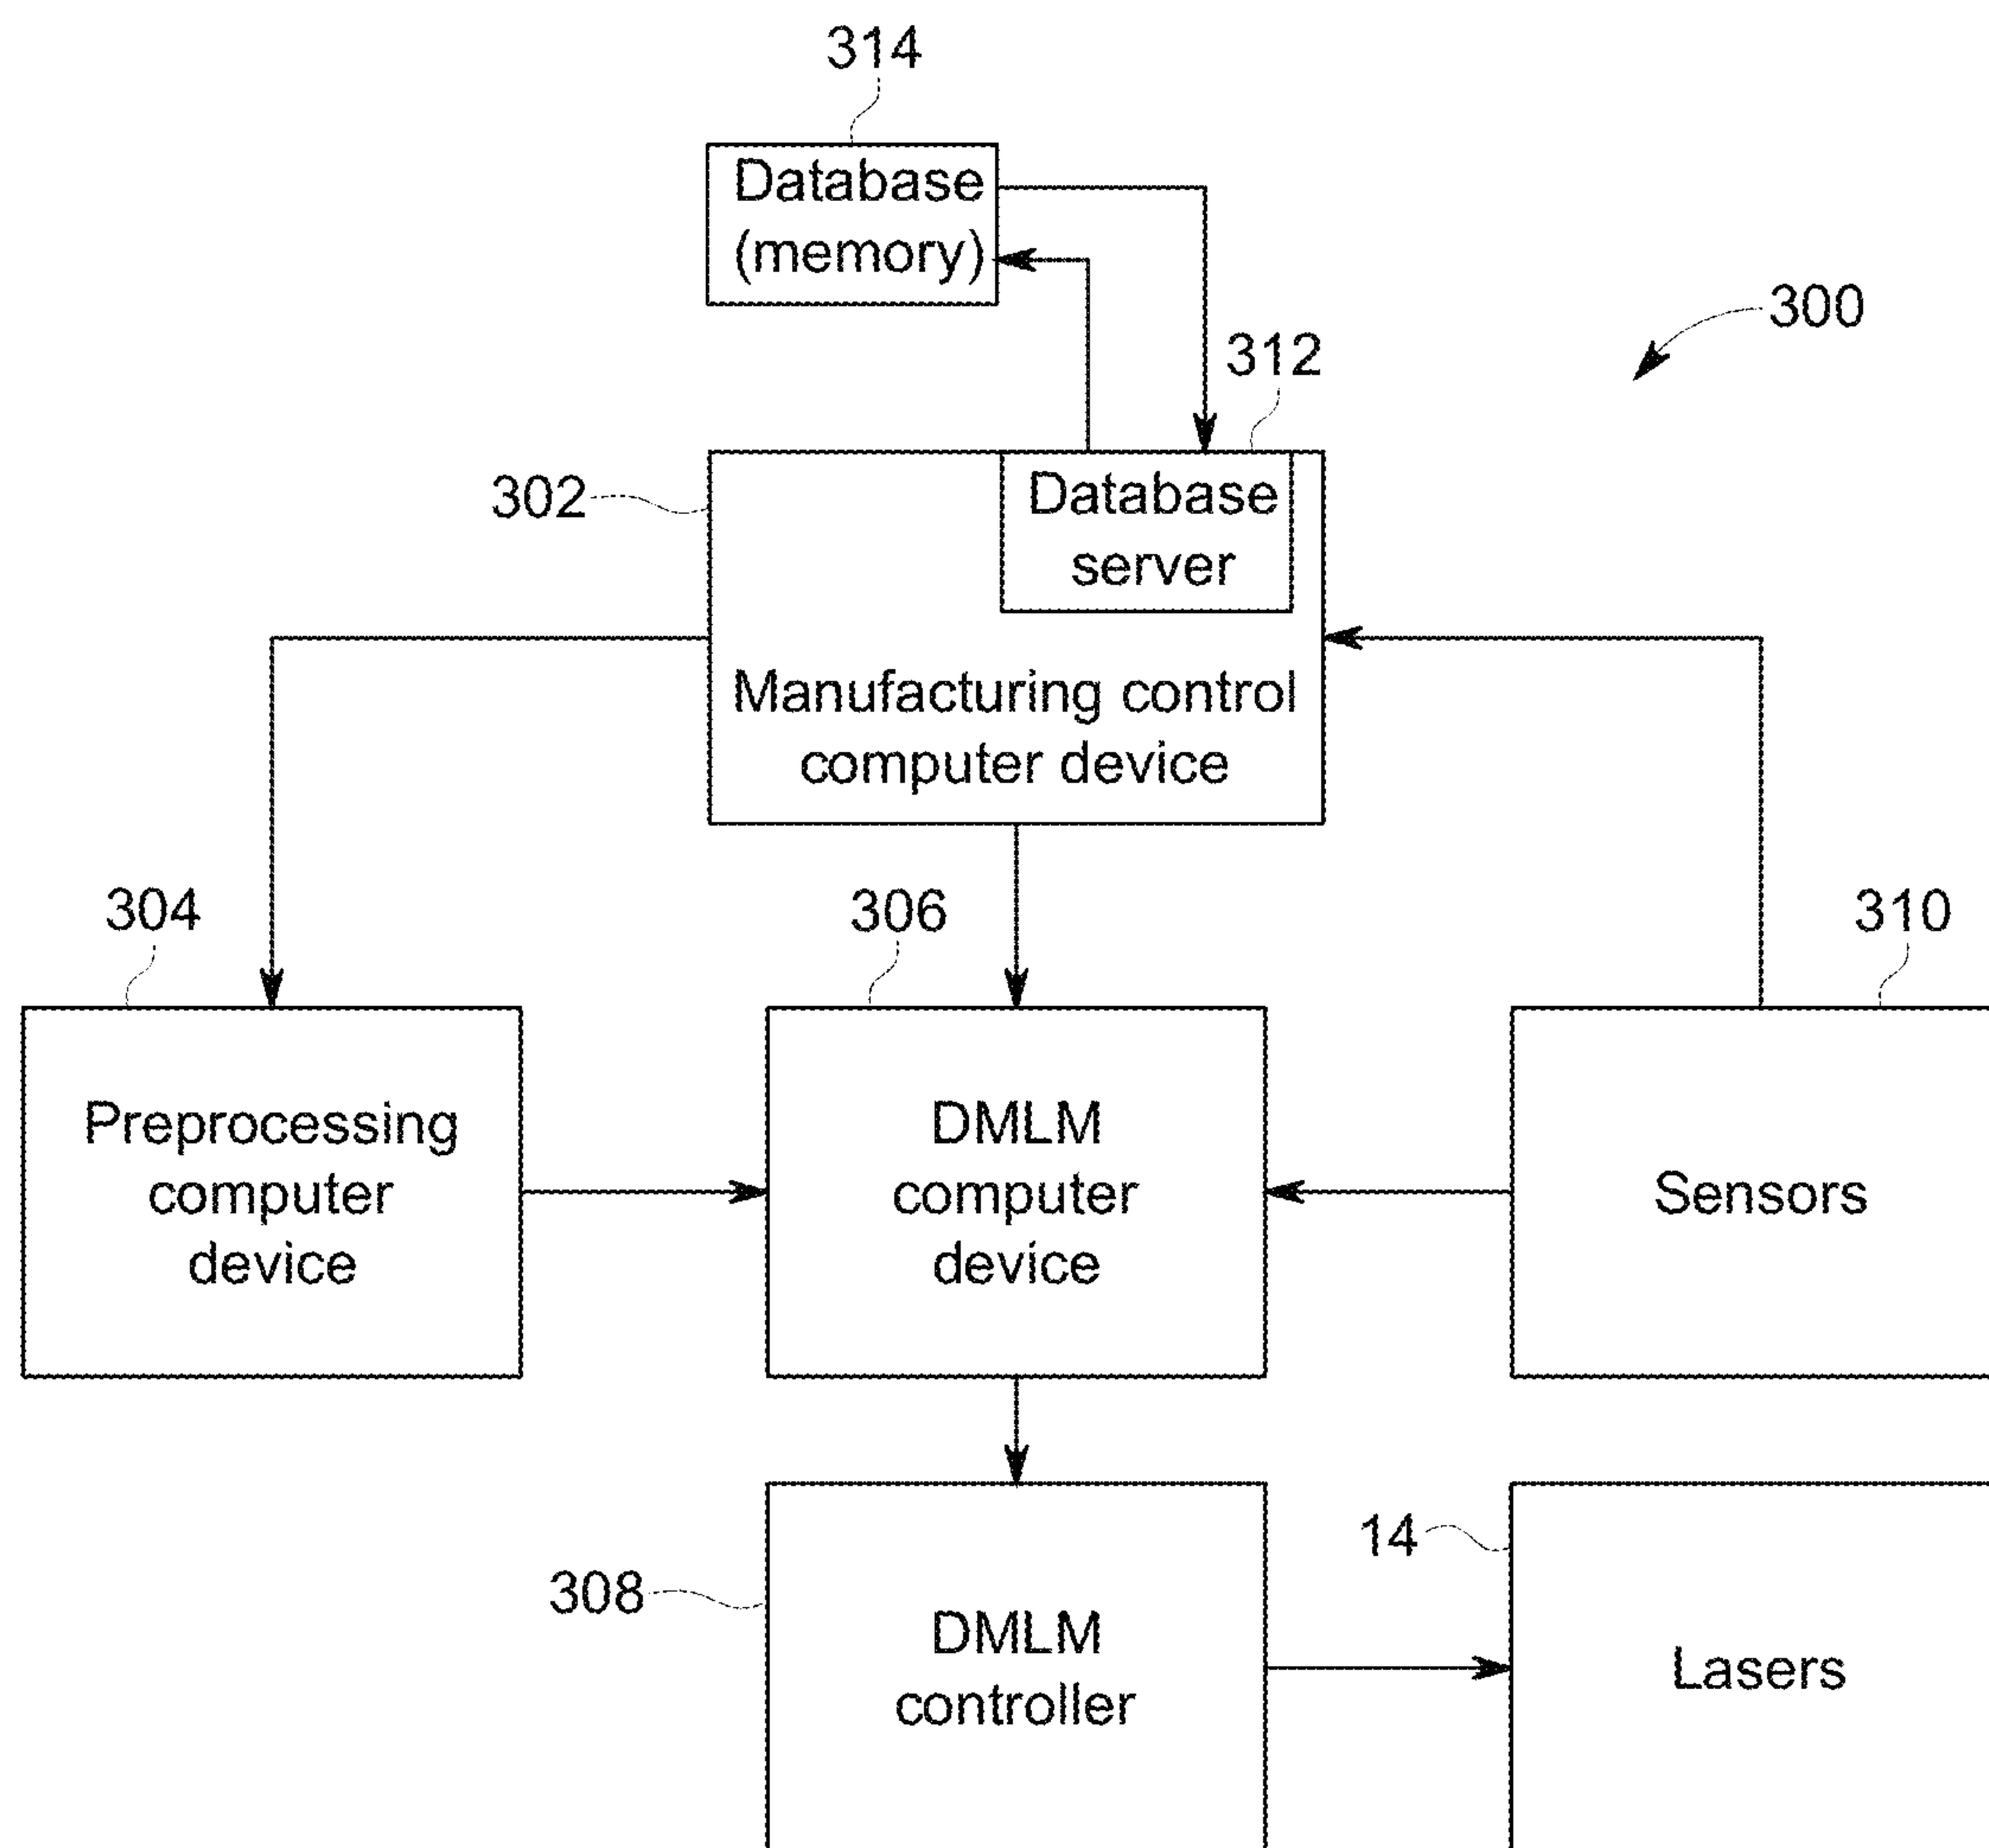 314
Database
(memory)
300
312
302
Database
server
Manufacturing control
computer device
304
306
310
Preprocessing
computer
device
DMLM
computer
device
Sensors
14
308
DMLM
controller
Lasers